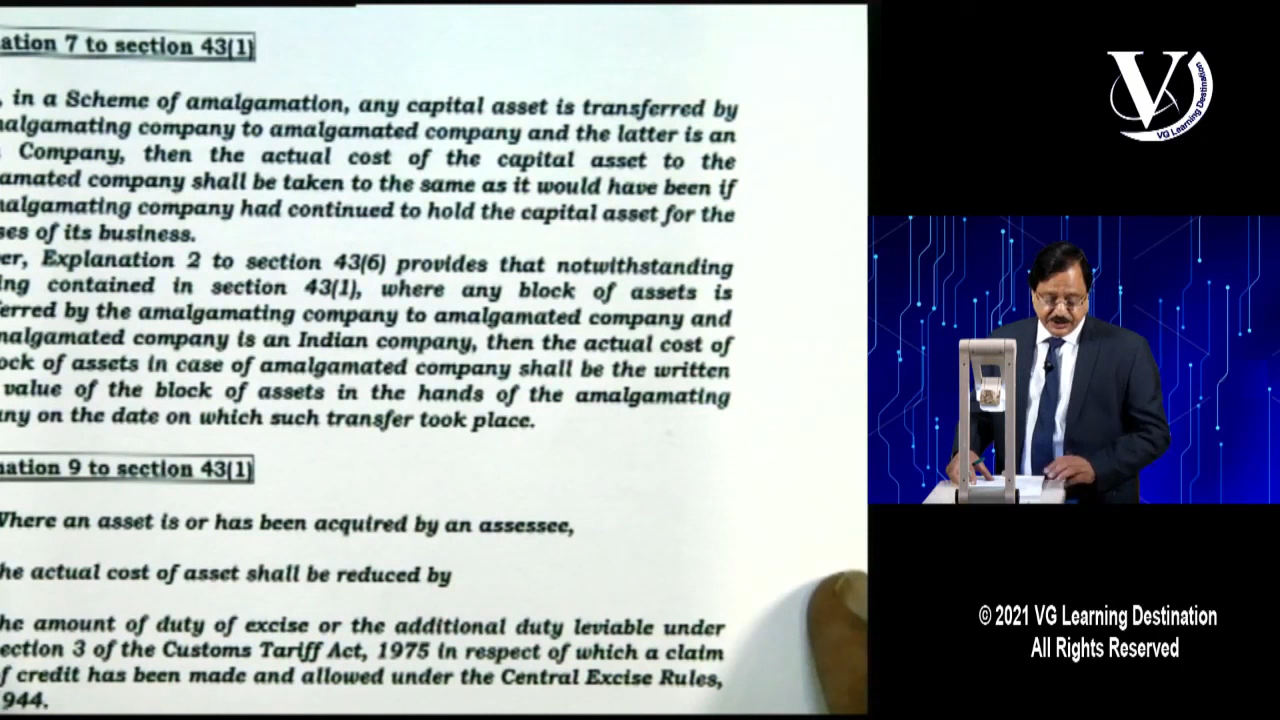 ation 7 to section 43(1)
, in a Scheme of amalgamation, any capital asset is transferred by
nalgamating company to amalgamated company and the latter is an
Company, then the actual cost of the capital asset to the
amated company shall be taken to the same as it would have been if
nalgamating company had continued to hold the capital asset for the
ses of its business.
er, Explanation 2 to section 43(6) provides that notwithstanding
ing contained in section 43(1), where any block of assets is
erred by the amalgamating company to amalgamated company and
malgamated company is an Indian company, then the actual cost of
ock of assets in case of amalgamated company shall be the written
value of the block of assets in the hands of the amalgamating
any on the date on which such transfer took place.
nation 9 to section 43(1)
Where an asset is or has been acquired by an assessee,
he actual cost of asset shall be reduced by
he amount of duty of excise or the additional duty leviable under
ection 3 of the Customs Tariff Act, 1975 in respect of which a claim
f credit has been made and allowed under the Central Excise Rules,
944.
V
VG Learning Destination
© 2021 VG Learning Destination
All Rights Reserved